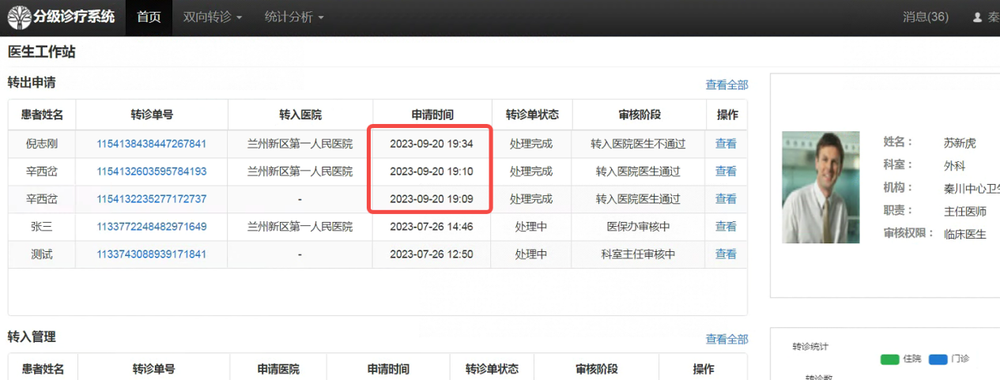 分级诊疗系统 首页 双向转诊 统计分析 消息(36) 秦
医生工作站
转出申请 查看全部
患者姓名 转诊单号 转入医院 申请时间 转诊单状态 审核阶段 操作
倪志刚 1154138438447267841 兰州新区第一人民医院 2023-09-20 19:34 处理完成 转入医院医生不通过 查看
辛西岔 1154132603595784193 兰州新区第一人民医院 2023-09-20 19:10 处理完成 转入医院医生通过 查看
辛西岔 1154132235277172737 - 2023-09-20 19:09 处理完成 转入医院医生通过 查看
张三 1133772248482971649 兰州新区第一人民医院 2023-07-26 14:46 处理中 医保办审核中 查看
测试 1133743088939171841 - 2023-07-26 12:50 处理中 科室主任审核中 查看
姓名： 苏新虎
科室： 外科
机构： 秦川中心卫生
职责： 主任医师
审核权限： 临床医生
转入管理 查看全部
患者姓名 转诊单号 申请医院 申请时间 转诊单状态 审核阶段 操作
转诊统计
住院 门诊
转诊数